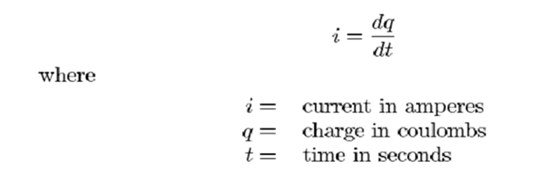 i = dq/dt
where
i = current in amperes
q = charge in coulombs
t = time in seconds